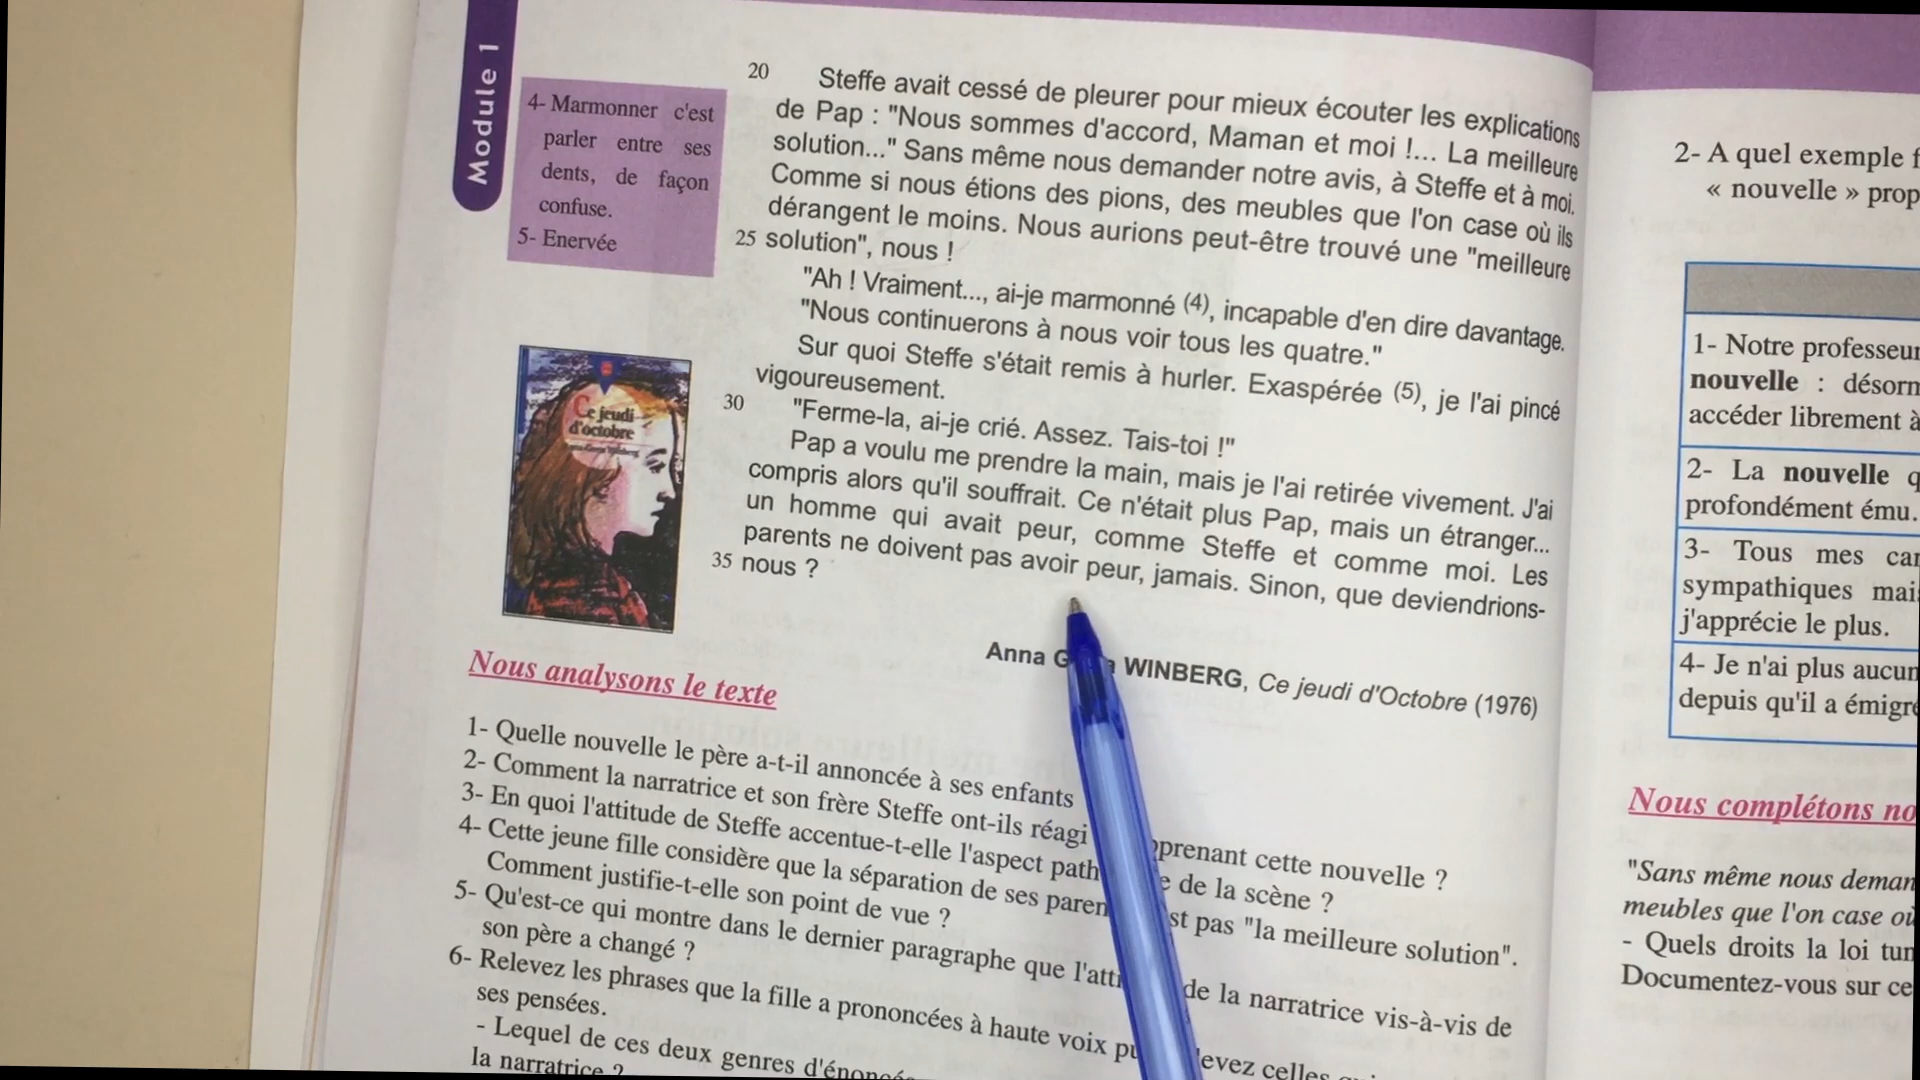 Module 1
4- Marmonner c'est
parler entre ses
dents, de façon
confuse.
5- Enervée
20 Steffe avait cessé de pleurer pour mieux écouter les explications
de Pap : "Nous sommes d'accord, Maman et moi !... La meilleure
solution..." Sans même nous demander notre avis, à Steffe et à moi.
Comme si nous étions des pions, des meubles que l'on case où ils
dérangent le moins. Nous aurions peut-être trouvé une "meilleure
25 solution", nous !
"Ah ! Vraiment..., ai-je marmonné (4), incapable d'en dire davantage.
"Nous continuerons à nous voir tous les quatre."
Sur quoi Steffe s'était remis à hurler. Exaspérée (5), je l'ai pincé
vigoureusement.
30 "Ferme-la, ai-je crié. Assez. Tais-toi !"
Pap a voulu me prendre la main, mais je l'ai retirée vivement. J'ai
compris alors qu'il souffrait. Ce n'était plus Pap, mais un étranger...
un homme qui avait peur, comme Steffe et comme moi. Les
parents ne doivent pas avoir peur, jamais. Sinon, que deviendrions-
35 nous ?
Anna G WINBERG, Ce jeudi d'Octobre (1976)
Ce jeudi
d'octobre
Nous analysons le texte
1- Quelle nouvelle le père a-t-il annoncée à ses enfants
2- Comment la narratrice et son frère Steffe ont-ils réagi pprenant cette nouvelle ?
3- En quoi l'attitude de Steffe accentue-t-elle l'aspect path e de la scène ?
4- Cette jeune fille considère que la séparation de ses paren st pas "la meilleure solution".
Comment justifie-t-elle son point de vue ?
5- Qu'est-ce qui montre dans le dernier paragraphe que l'atti de la narratrice vis-à-vis de
son père a changé ?
6- Relevez les phrases que la fille a prononcées à haute voix pu levez celles
ses pensées.
- Lequel de ces deux genres d'énoncés
la narratrice ?
2- A quel exemple f
« nouvelle » prop
1- Notre professeur
nouvelle : désorm
accéder librement à
2- La nouvelle q
profondément ému.
3- Tous mes car
sympathiques mais
j'apprécie le plus.
4- Je n'ai plus aucun
depuis qu'il a émigré
Nous complétons no
"Sans même nous deman
meubles que l'on case où
- Quels droits la loi tun
Documentez-vous sur ce